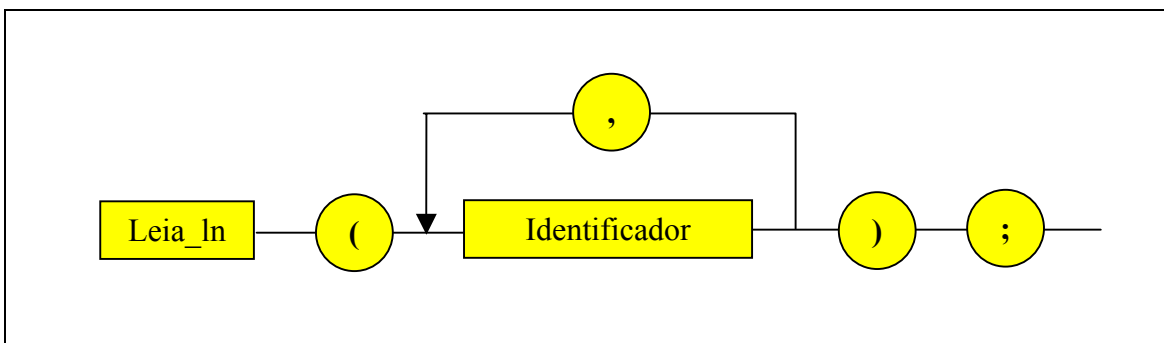 ,
Leia_ln ( Identificador ) ;